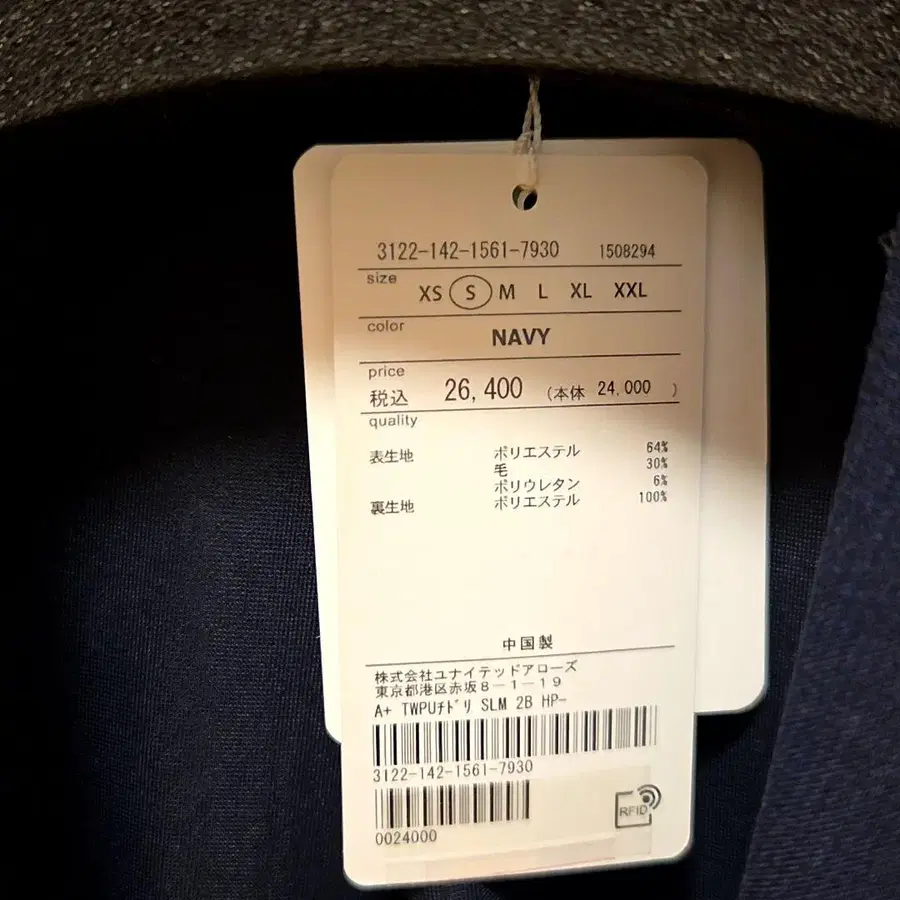 3122-142-1561-7930 1508294
size
XS S M L XL XXL
color
NAVY
price
税込 26,400 (本体 24,000 )
quality
表生地 ポリエステル 64%
毛 30%
ポリウレタン 6%
裏生地 ポリエステル 100%
中国製
株式会社ユナイテッドアローズ
東京都港区赤坂8-1-19
A+ TWPUﾁﾄﾞﾘ SLM 2B HP-
3122-142-1561-7930
0024000
RFID